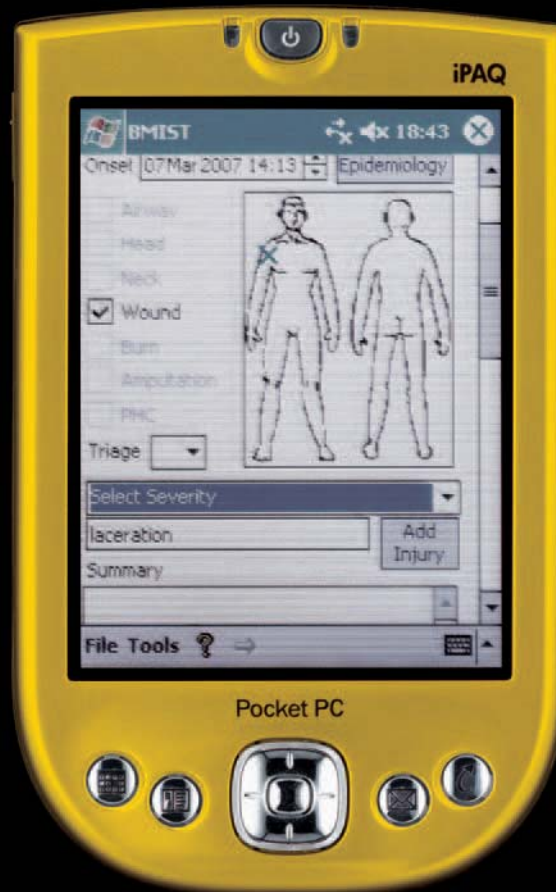 iPAQ
BMIST 18:43
Onset 07Mar2007 14:13 Epidemiology
Airway
Head
Neck
Wound
Burn
Amputation
PHC
Triage
Select Severity
laceration Add Injury
Summary
File Tools ?
Pocket PC